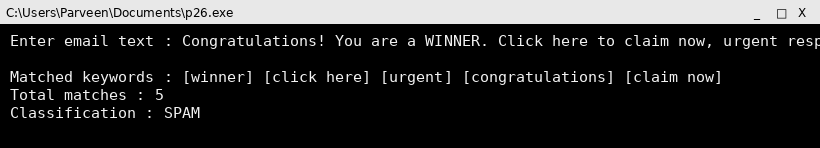 C:\Users\Parveen\Documents\p26.exe
Enter email text : Congratulations! You are a WINNER. Click here to claim now, urgent resp
Matched keywords : [winner] [click here] [urgent] [congratulations] [claim now]
Total matches : 5
Classification : SPAM